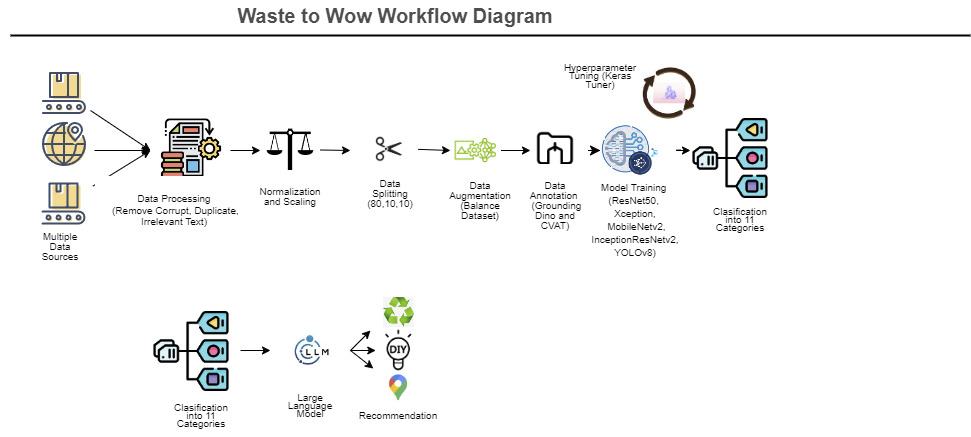 Waste to Wow Workflow Diagram
Hyperparameter
Tuning (Keras
Tuner)
Multiple
Data
Sources
Data Processing
(Remove Corrupt, Duplicate,
Irrelevant Text)
Normalization
and Scaling
Data
Splitting
(80,10,10)
Data
Augmentation
(Balance
Dataset)
Data
Annotation
(Grounding
Dino and
CVAT)
Model Training
(ResNet50,
Xception,
MobileNetv2,
InceptionResNetv2,
YOLOv8)
Clasification
into 11
Categories
Clasification
into 11
Categories
LLM
Large
Language
Model
DIY
Recommendation